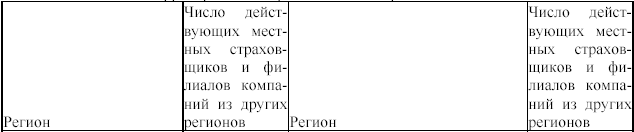 Регион
Число дейст-
вующих мест-
ных страхов-
щиков и фи-
лиалов компа-
ний из других
регионов
Регион
Число дейст-
вующих мест-
ных страхов-
щиков и фи-
лиалов компа-
ний из других
регионов